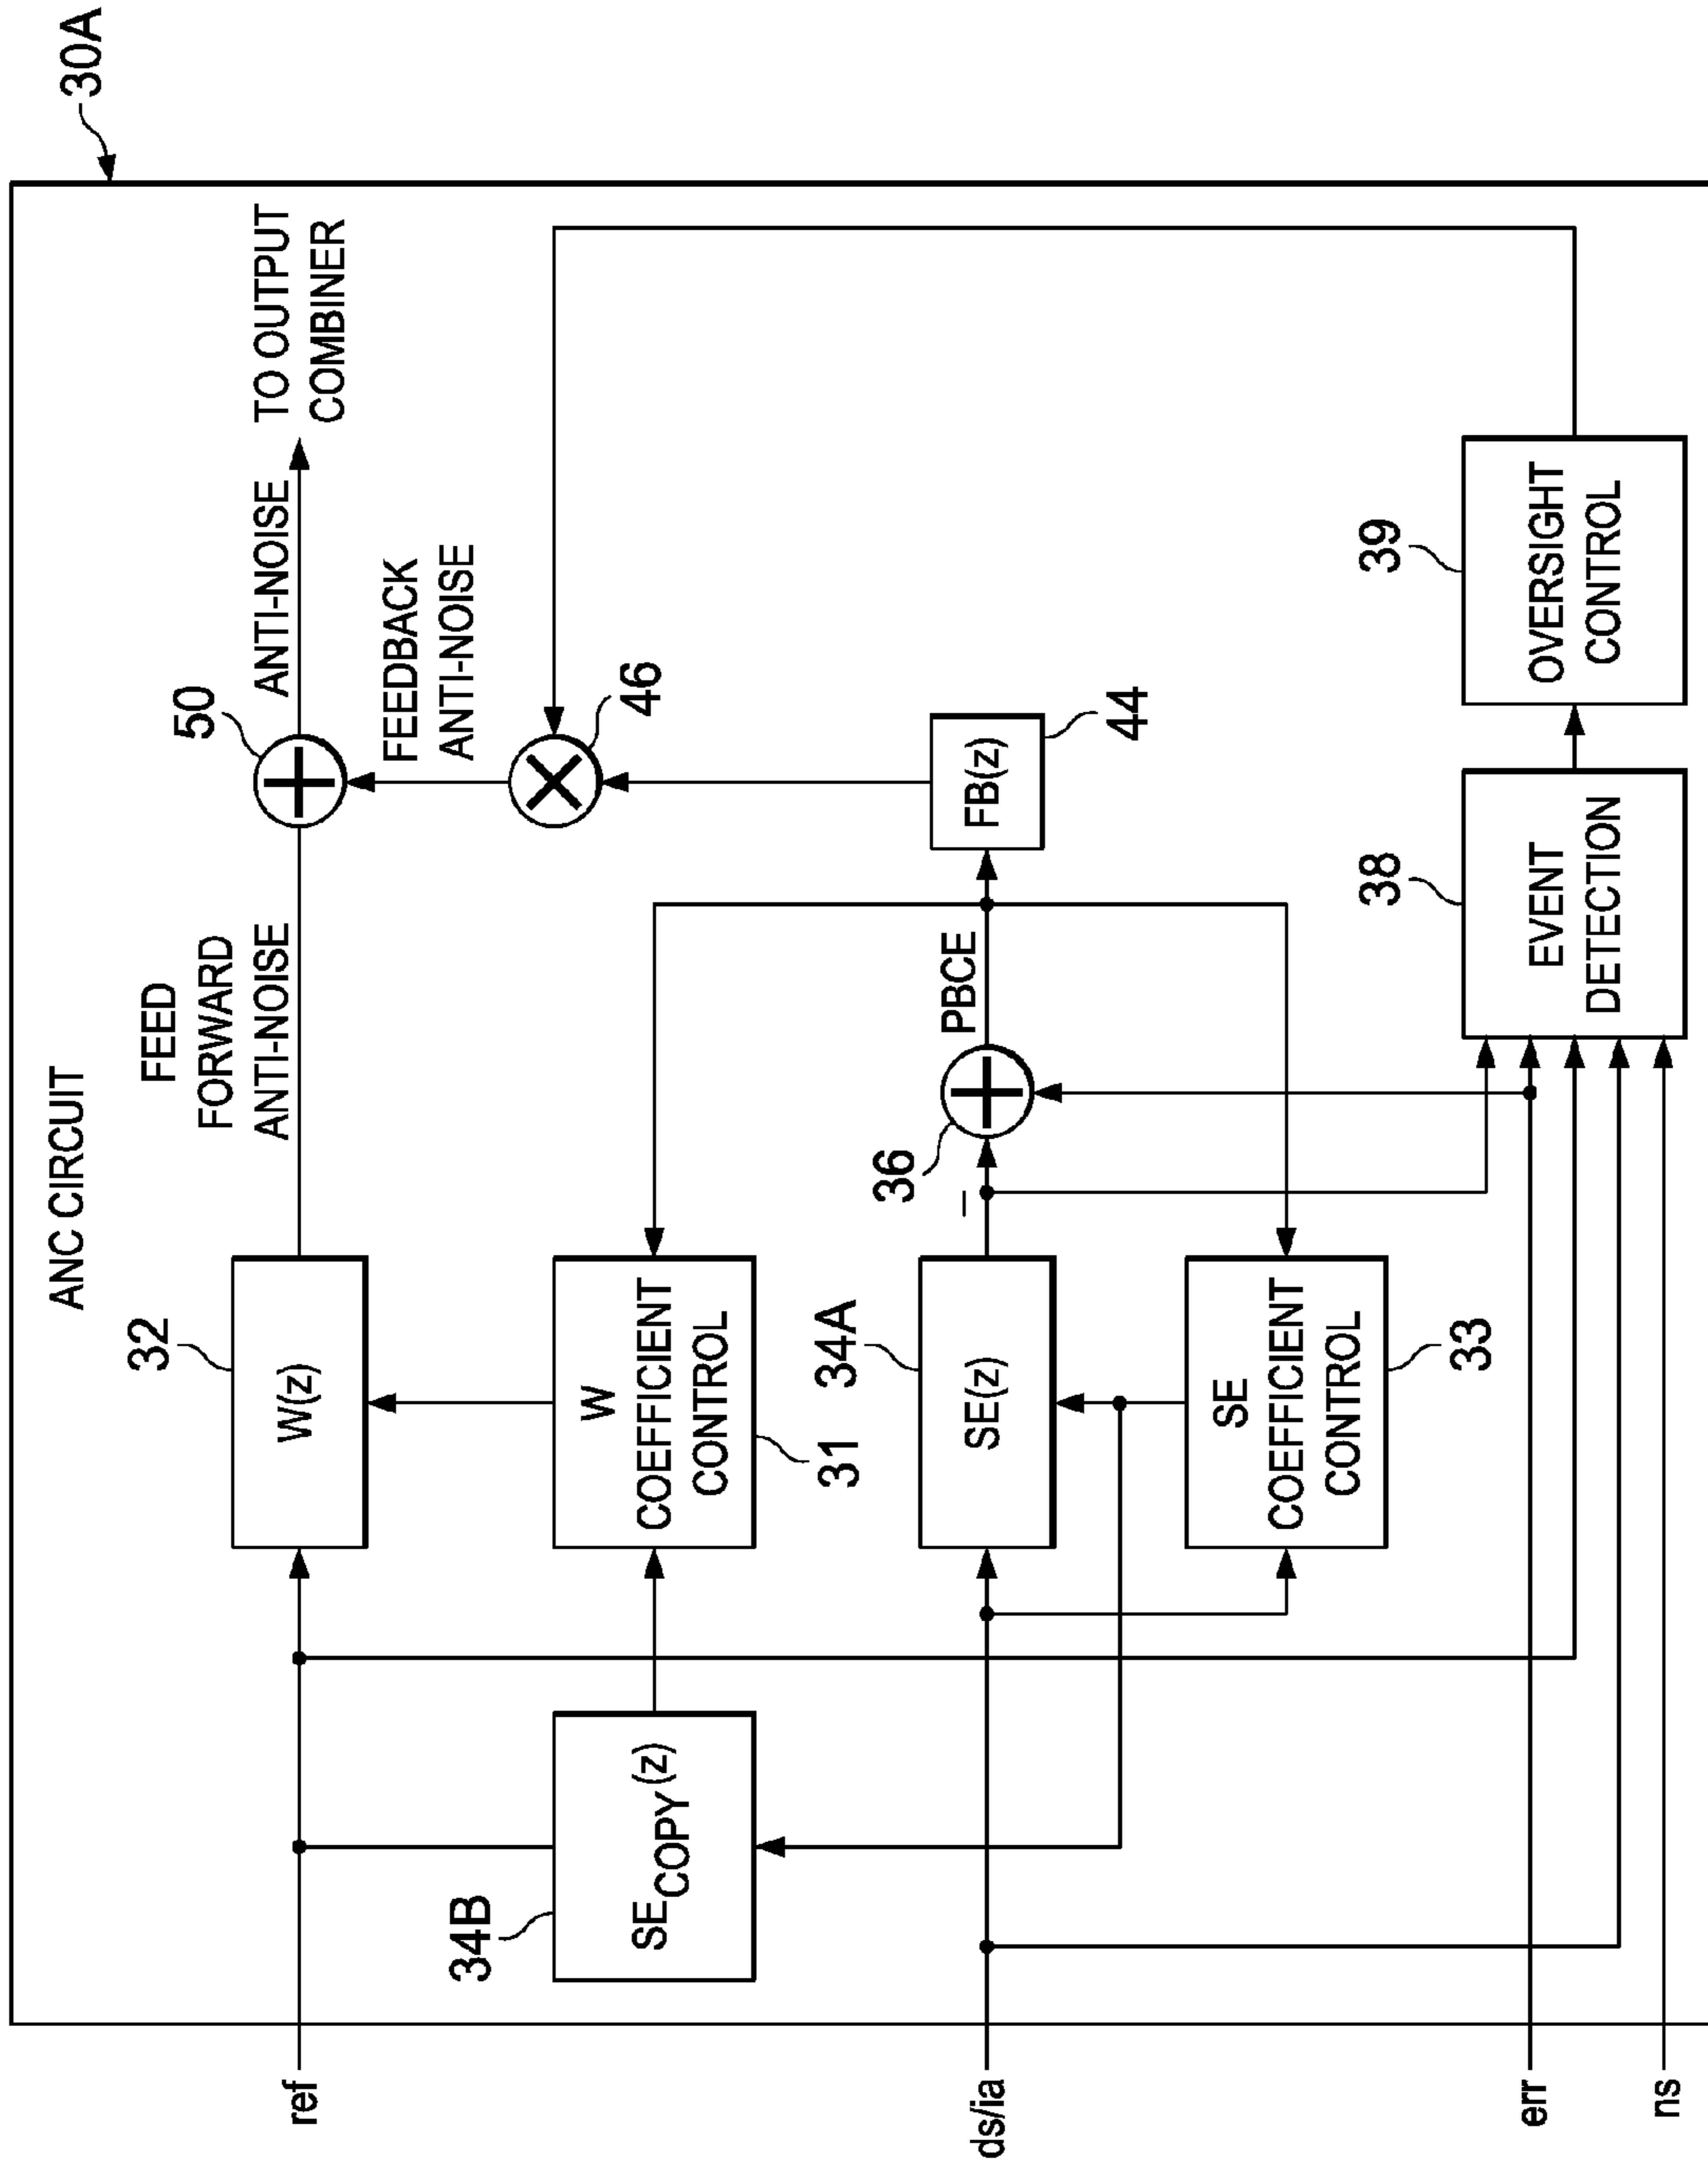 ANC CIRCUIT
30A
32
W(z)
FEED
FORWARD
ANTI-NOISE
50
ANTI-NOISE
TO OUTPUT
COMBINER
FEEDBACK
ANTI-NOISE
46
ref
34B
SECOPY(z)
W
COEFFICIENT
CONTROL
31
34A
SE(z)
36
–
PBCE
FB(z)
44
ds/ia
SE
COEFFICIENT
CONTROL
33
38
EVENT
DETECTION
39
OVERSIGHT
CONTROL
err
ns